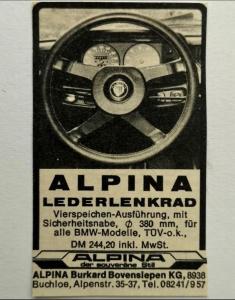 ALPINA
LEDERLENKRAD
Vierspeichen-Ausführung, mit
Sicherheitsnabe, ∅ 380 mm, für
alle BMW-Modelle, TÜV-o.k.,
DM 244,20 inkl. MwSt.
ALPINA
der souveräne Stil
ALPINA Burkard Bovensiepen KG, 8938
Buchloe, Alpenstr. 35-37, Tel. 08241/957